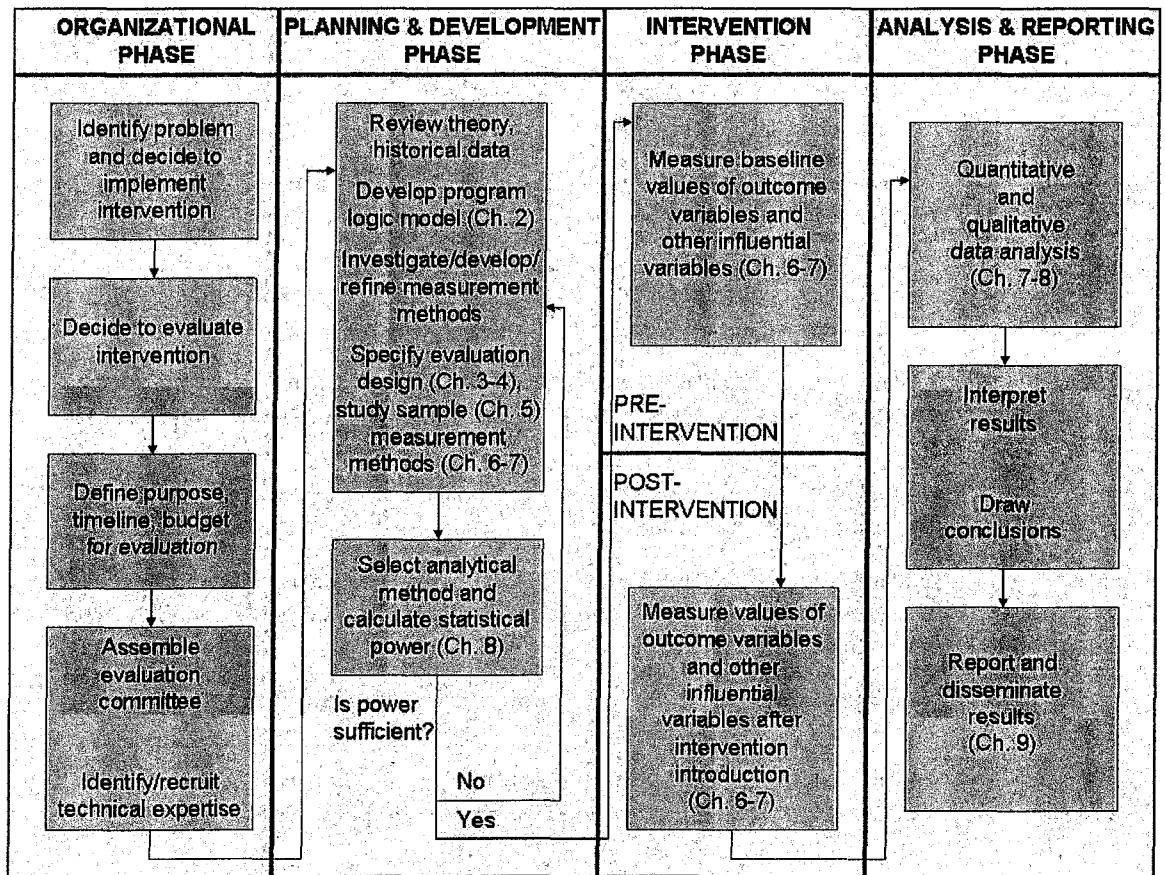 ORGANIZATIONAL
PHASE
Identify problem
and decide to
implement
intervention
Decide to evaluate
intervention
Define purpose,
timeline, budget
for evaluation
Assemble
evaluation
committee
Identify/recruit
technical expertise
PLANNING & DEVELOPMENT
PHASE
Review theory,
historical data
Develop program
logic model (Ch. 2)
Investigate/develop/
refine measurement
methods
Specify evaluation
design (Ch. 3-4),
study sample (Ch. 5)
measurement
methods (Ch. 6-7)
Select analytical
method and
calculate statistical
power (Ch. 8)
Is power
sufficient?
No
Yes
INTERVENTION
PHASE
Measure baseline
values of outcome
variables and
other influential
variables (Ch. 6-7)
PRE-
INTERVENTION
POST-
INTERVENTION
Measure values of
outcome variables
and other
influential
variables after
intervention
introduction
(Ch. 6-7)
ANALYSIS & REPORTING
PHASE
Quantitative
and
qualitative
data analysis
(Ch. 7-8)
Interpret
results
Draw
conclusions
Report and
disseminate
results
(Ch. 9)